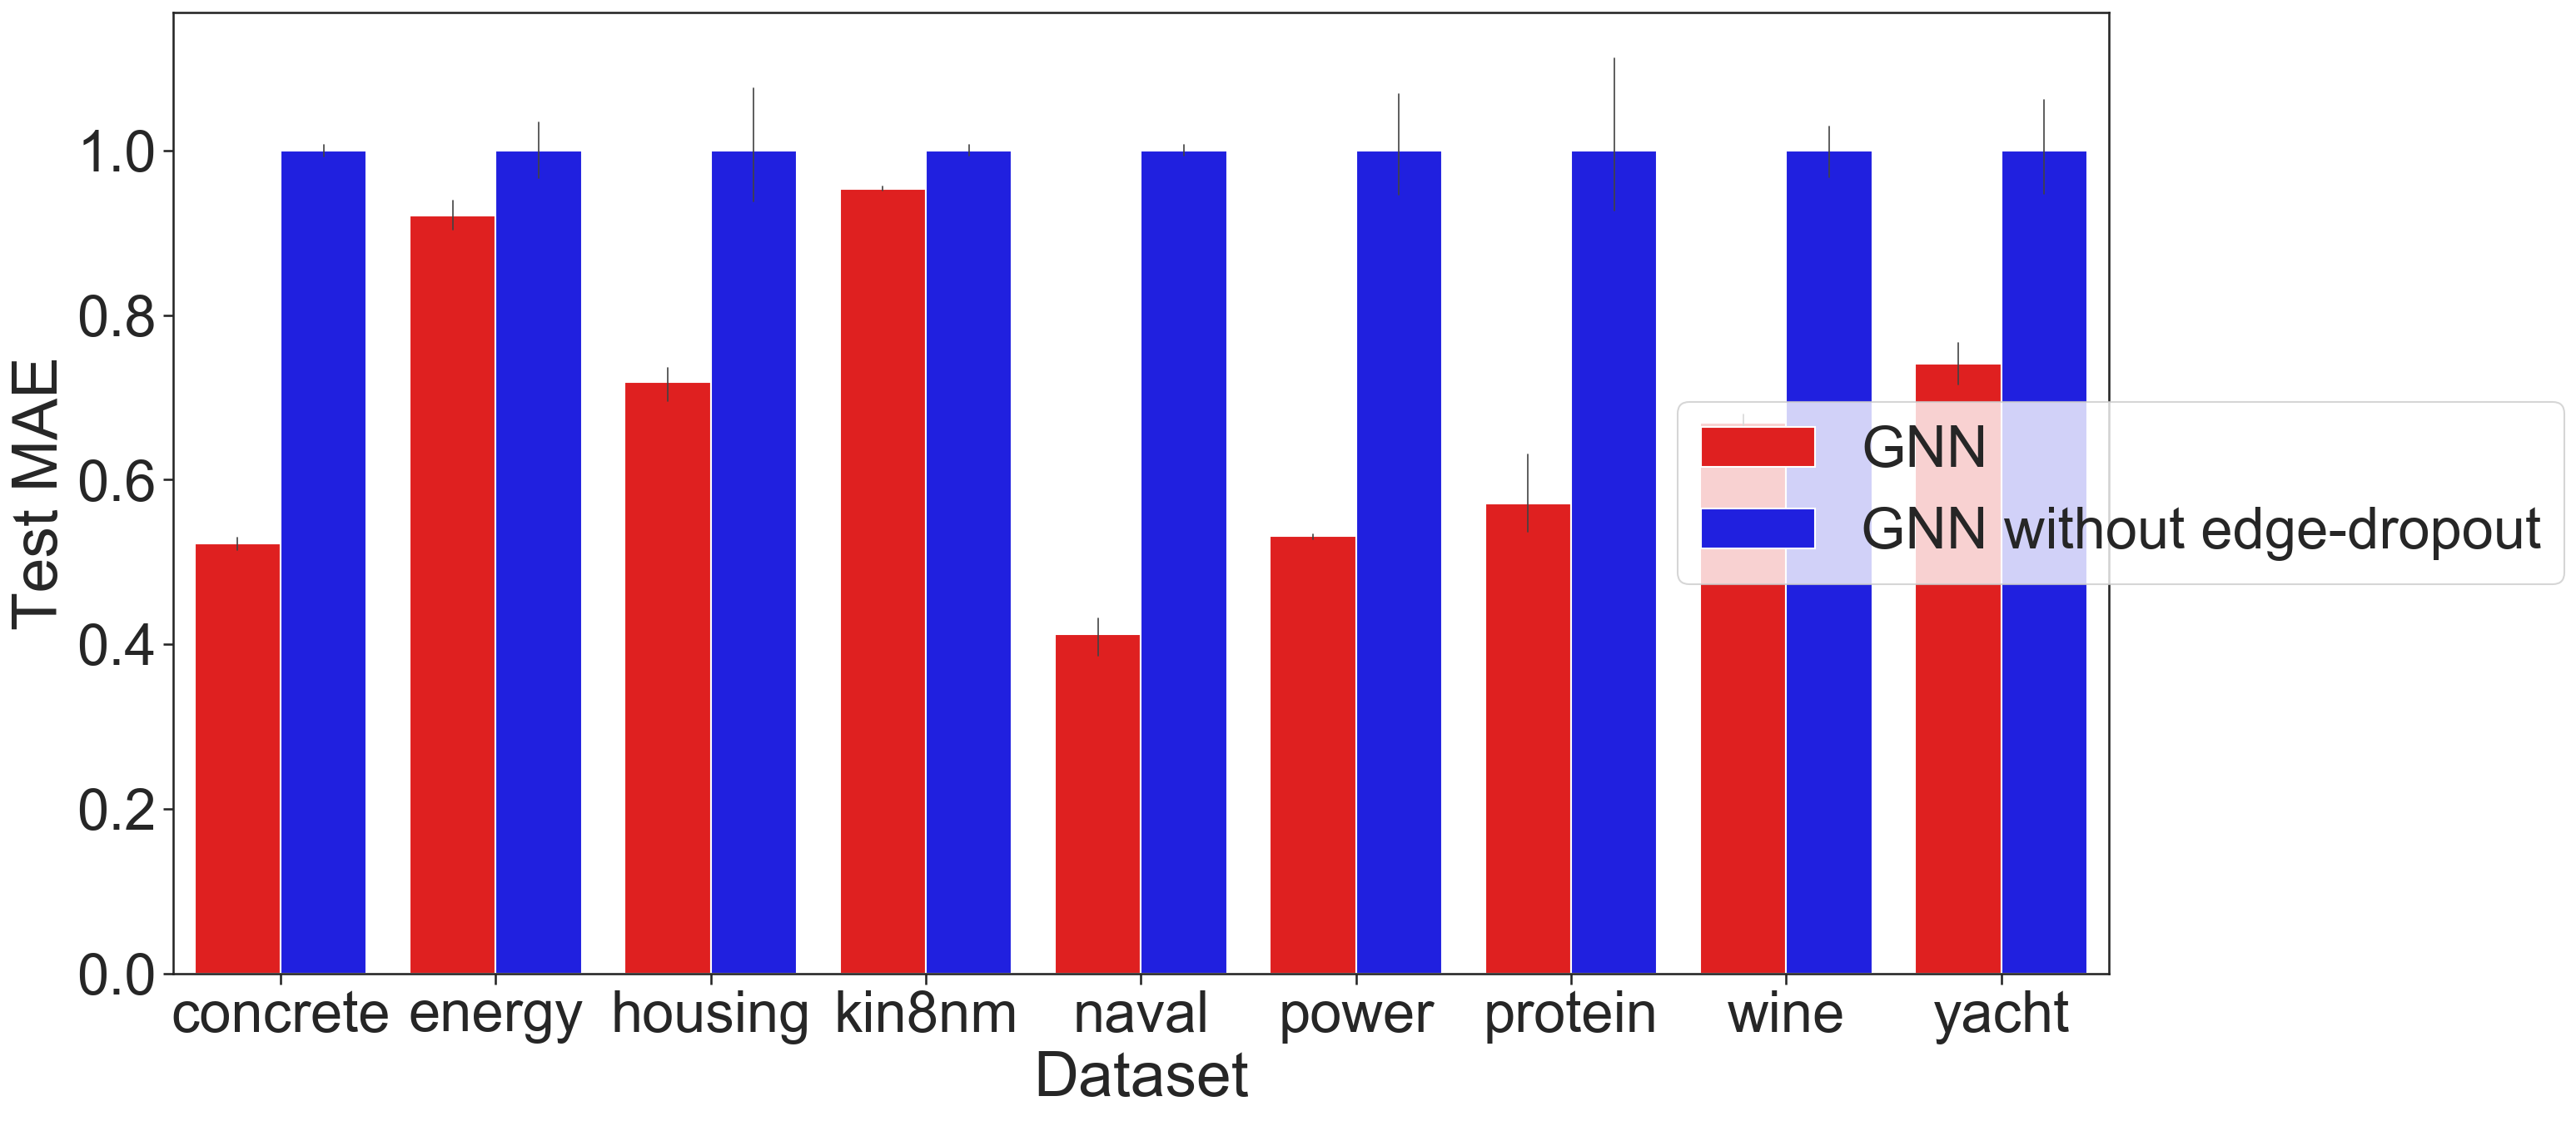 Test MAE
1.0
0.8
0.6
0.4
0.2
0.0
GNN
GNN without edge-dropout
concrete energy housing kin8nm naval power protein wine yacht
Dataset